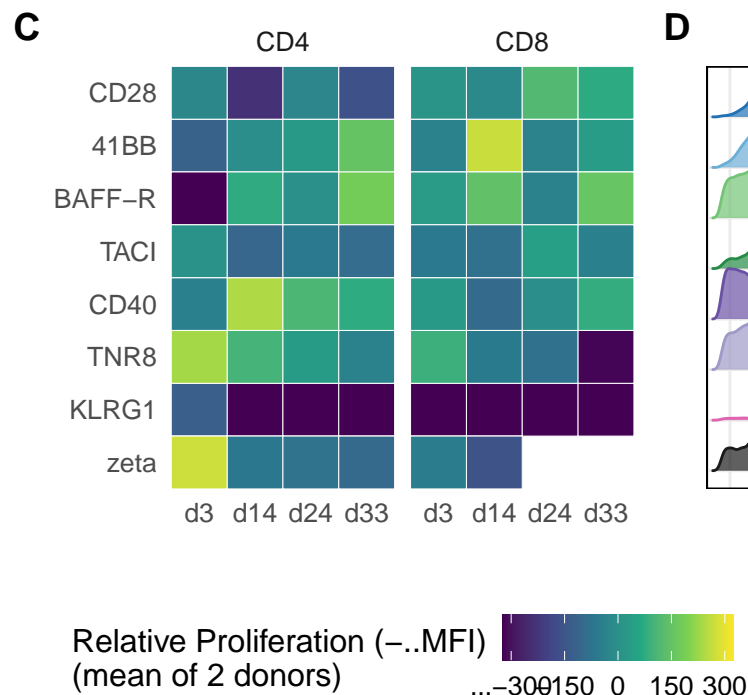 C
D
CD4 CD8
CD28
41BB
BAFF−R
TACI
CD40
TNR8
KLRG1
zeta
d3 d14 d24 d33 d3 d14 d24 d33
Relative Proliferation (−..MFI)
(mean of 2 donors)
0 150 300